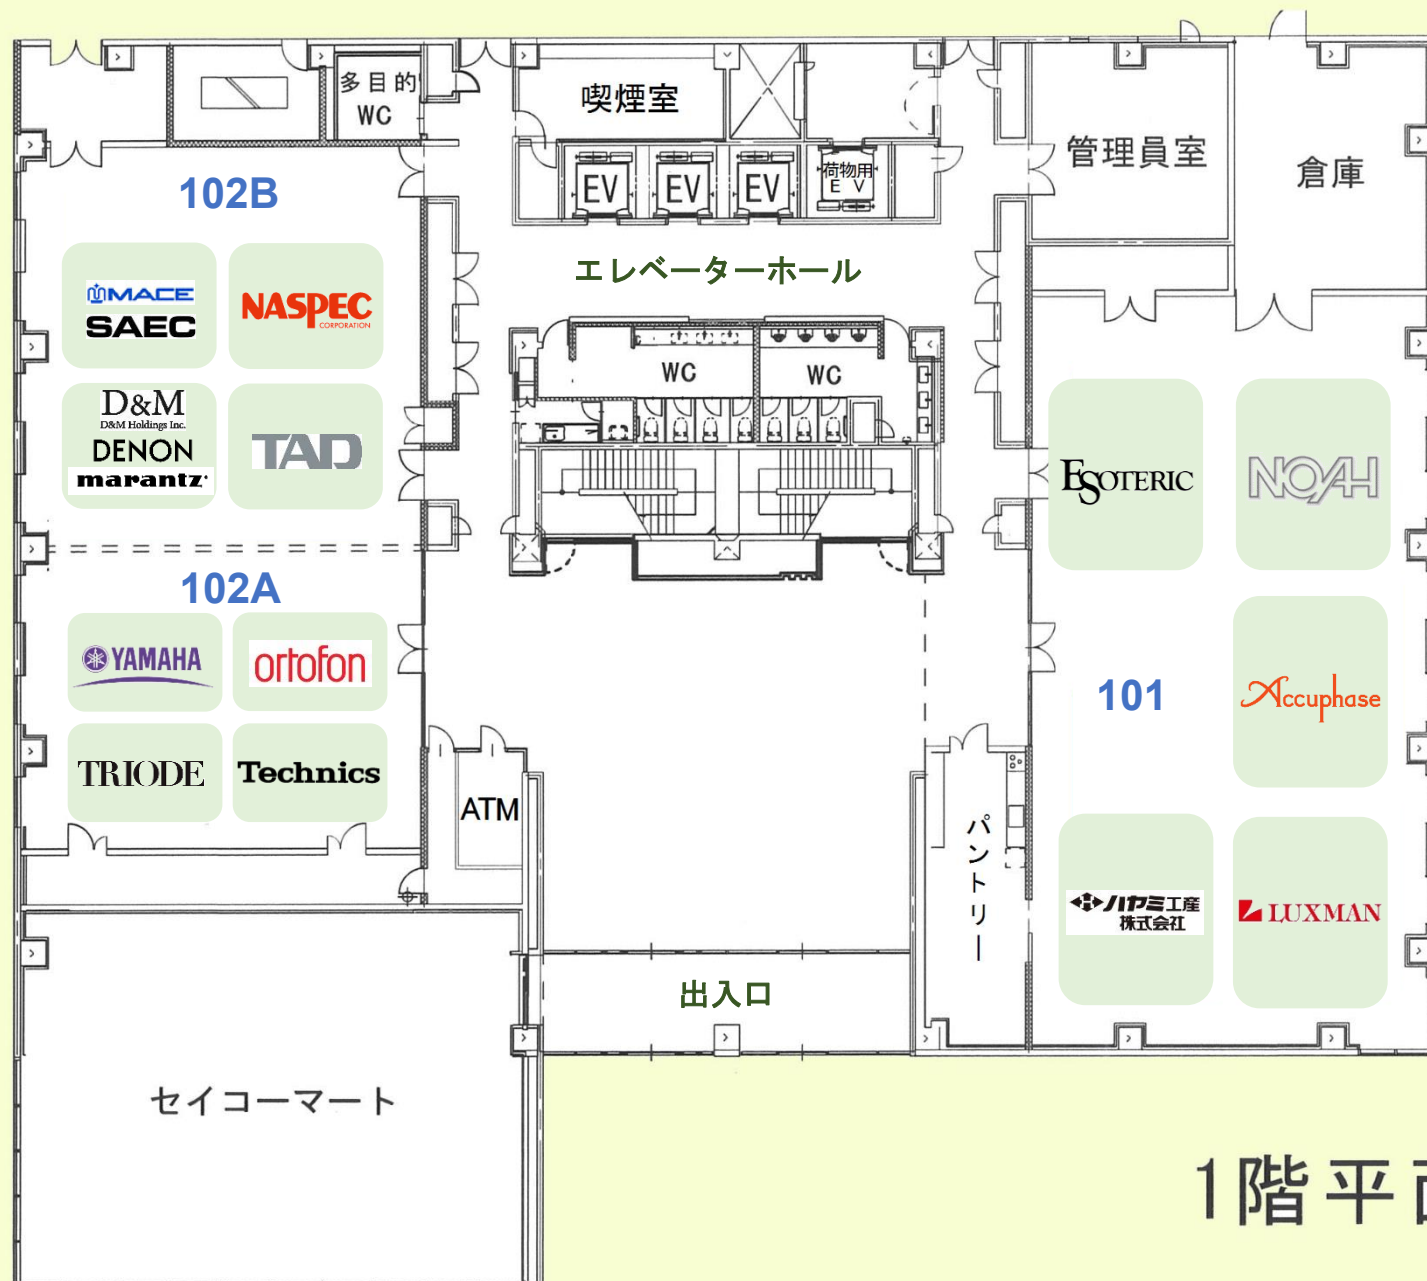 多目的
WC
喫煙室
管理員室
倉庫
EV
EV
EV
荷物用
EV
102B
エレベーターホール
MACE
SAEC
NASPEC
CORPORATION
D&M
D&M Holdings Inc.
DENON
marantz
TAD
WC
WC
ESOTERIC
NOAH
102A
YAMAHA
ortofon
TRIODE
Technics
101
Accuphase
ATM
パントリー
ハヤミ工産
株式会社
LUXMAN
出入口
セイコーマート
1階平